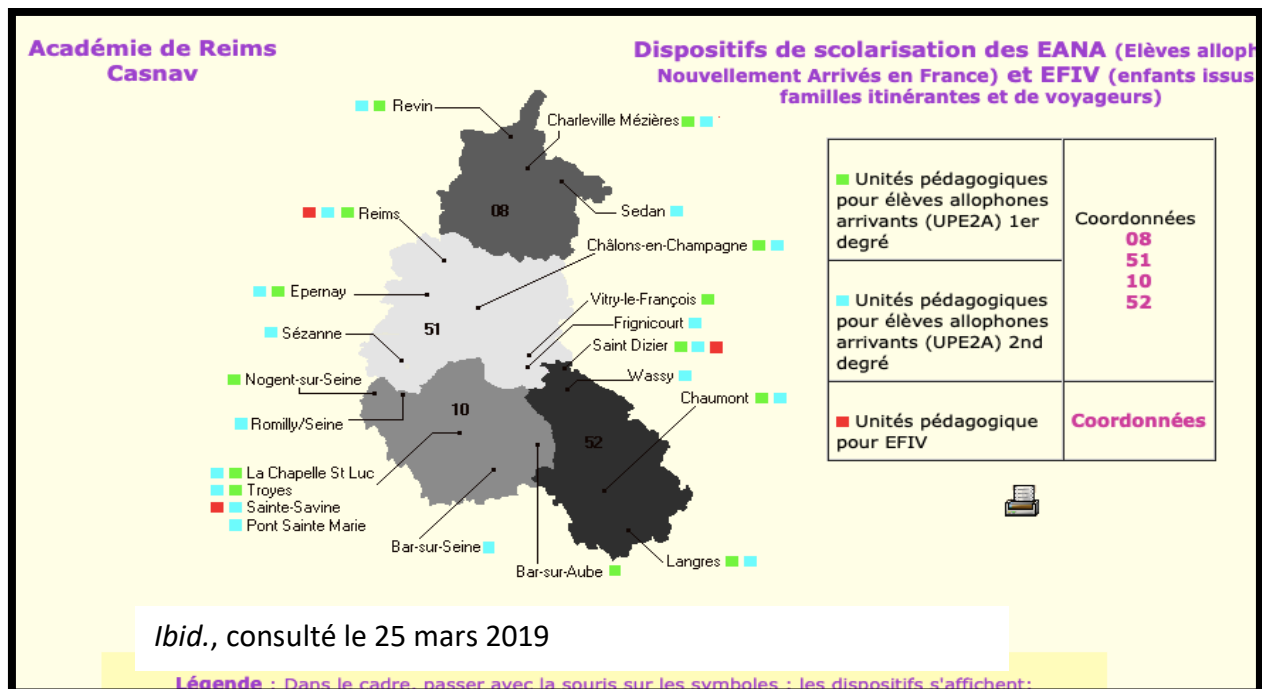 Académie de Reims
Casnav
Dispositifs de scolarisation des EANA (Elèves alloph
Nouvellement Arrivés en France) et EFIV (enfants issus
familles itinérantes et de voyageurs)
Revin
Charleville Mézières
08
Sedan
Reims
Châlons-en-Champagne
Epernay
Vitry-le-François
Frignicourt
51
Sézanne
Saint Dizier
Wassy
Nogent-sur-Seine
Chaumont
10
Romilly/Seine
52
La Chapelle St Luc
Troyes
Sainte-Savine
Pont Sainte Marie
Bar-sur-Seine
Bar-sur-Aube
Langres
Unités pédagogiques
pour élèves allophones
arrivants (UPE2A) 1er
degré
Coordonnées
08
51
10
52
Unités pédagogiques
pour élèves allophones
arrivants (UPE2A) 2nd
degré
Unités pédagogique
pour EFIV
Coordonnées
Ibid., consulté le 25 mars 2019
Légende : Dans le cadre, passer avec la souris sur les symboles : les dispositifs s'affichent: